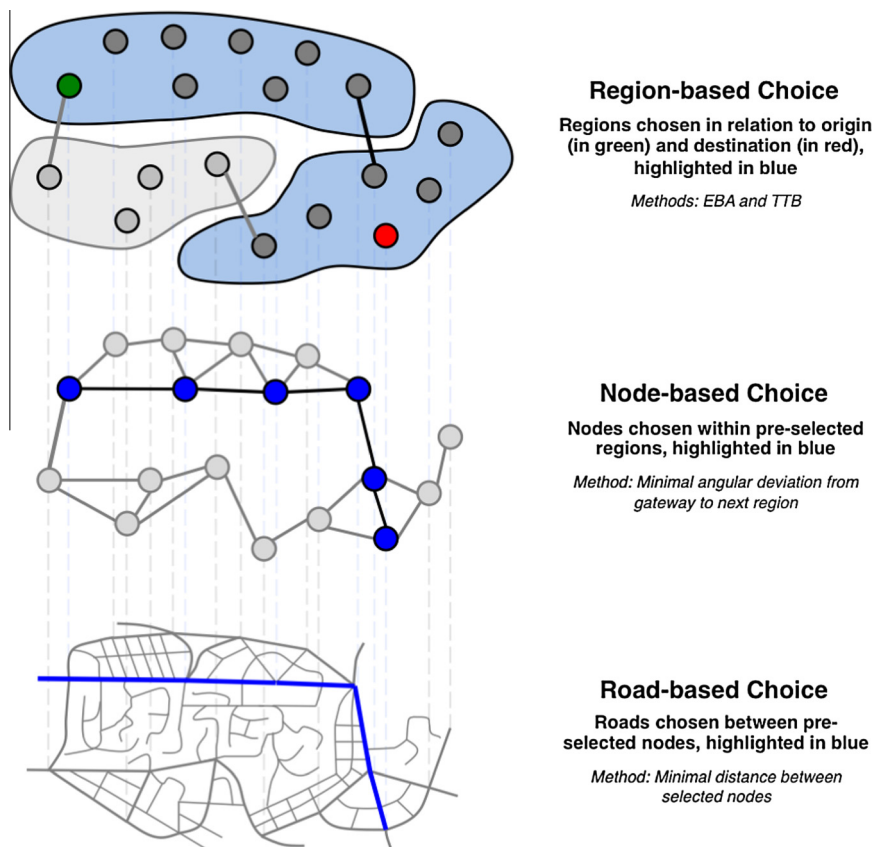 Region-based Choice
Regions chosen in relation to origin
(in green) and destination (in red),
highlighted in blue
Methods: EBA and TTB
Node-based Choice
Nodes chosen within pre-selected
regions, highlighted in blue
Method: Minimal angular deviation from
gateway to next region
Road-based Choice
Roads chosen between pre-
selected nodes, highlighted in blue
Method: Minimal distance between
selected nodes